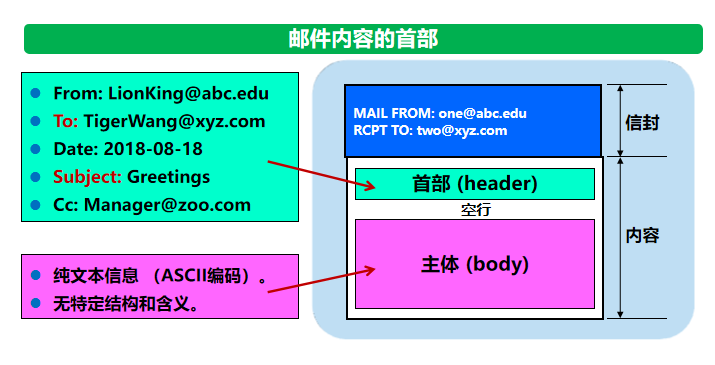 邮件内容的首部
From: LionKing@abc.edu
To: TigerWang@xyz.com
Date: 2018-08-18
Subject: Greetings
Cc: Manager@zoo.com
纯文本信息 （ASCII编码）。
无特定结构和含义。
MAIL FROM: one@abc.edu
RCPT TO: two@xyz.com
首部 (header)
空行
主体 (body)
信封
内容